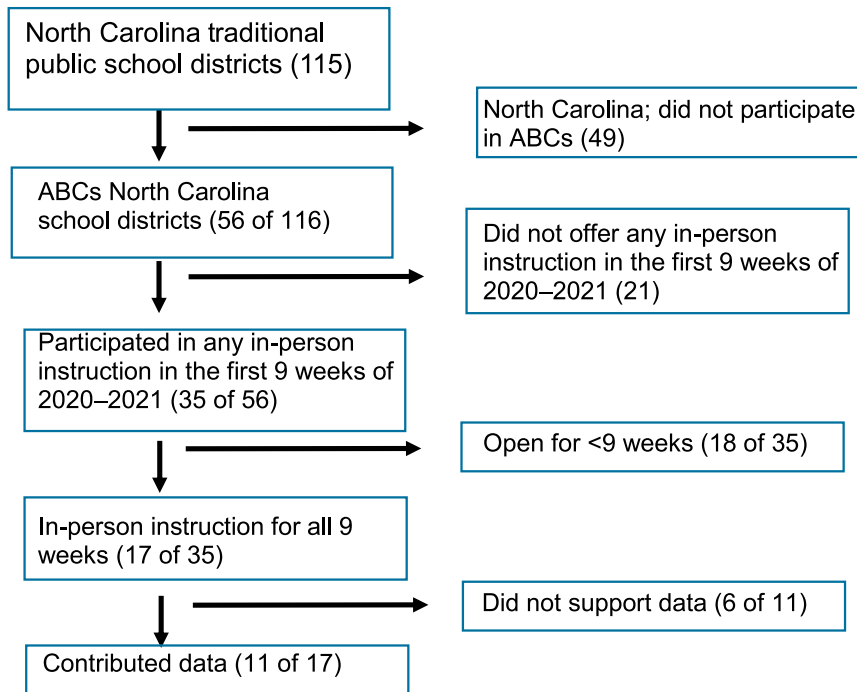 North Carolina traditional
public school districts (115)
North Carolina; did not participate
in ABCs (49)
ABCs North Carolina
school districts (56 of 116)
Did not offer any in-person
instruction in the first 9 weeks of
2020–2021 (21)
Participated in any in-person
instruction in the first 9 weeks of
2020–2021 (35 of 56)
Open for <9 weeks (18 of 35)
In-person instruction for all 9
weeks (17 of 35)
Did not support data (6 of 11)
Contributed data (11 of 17)